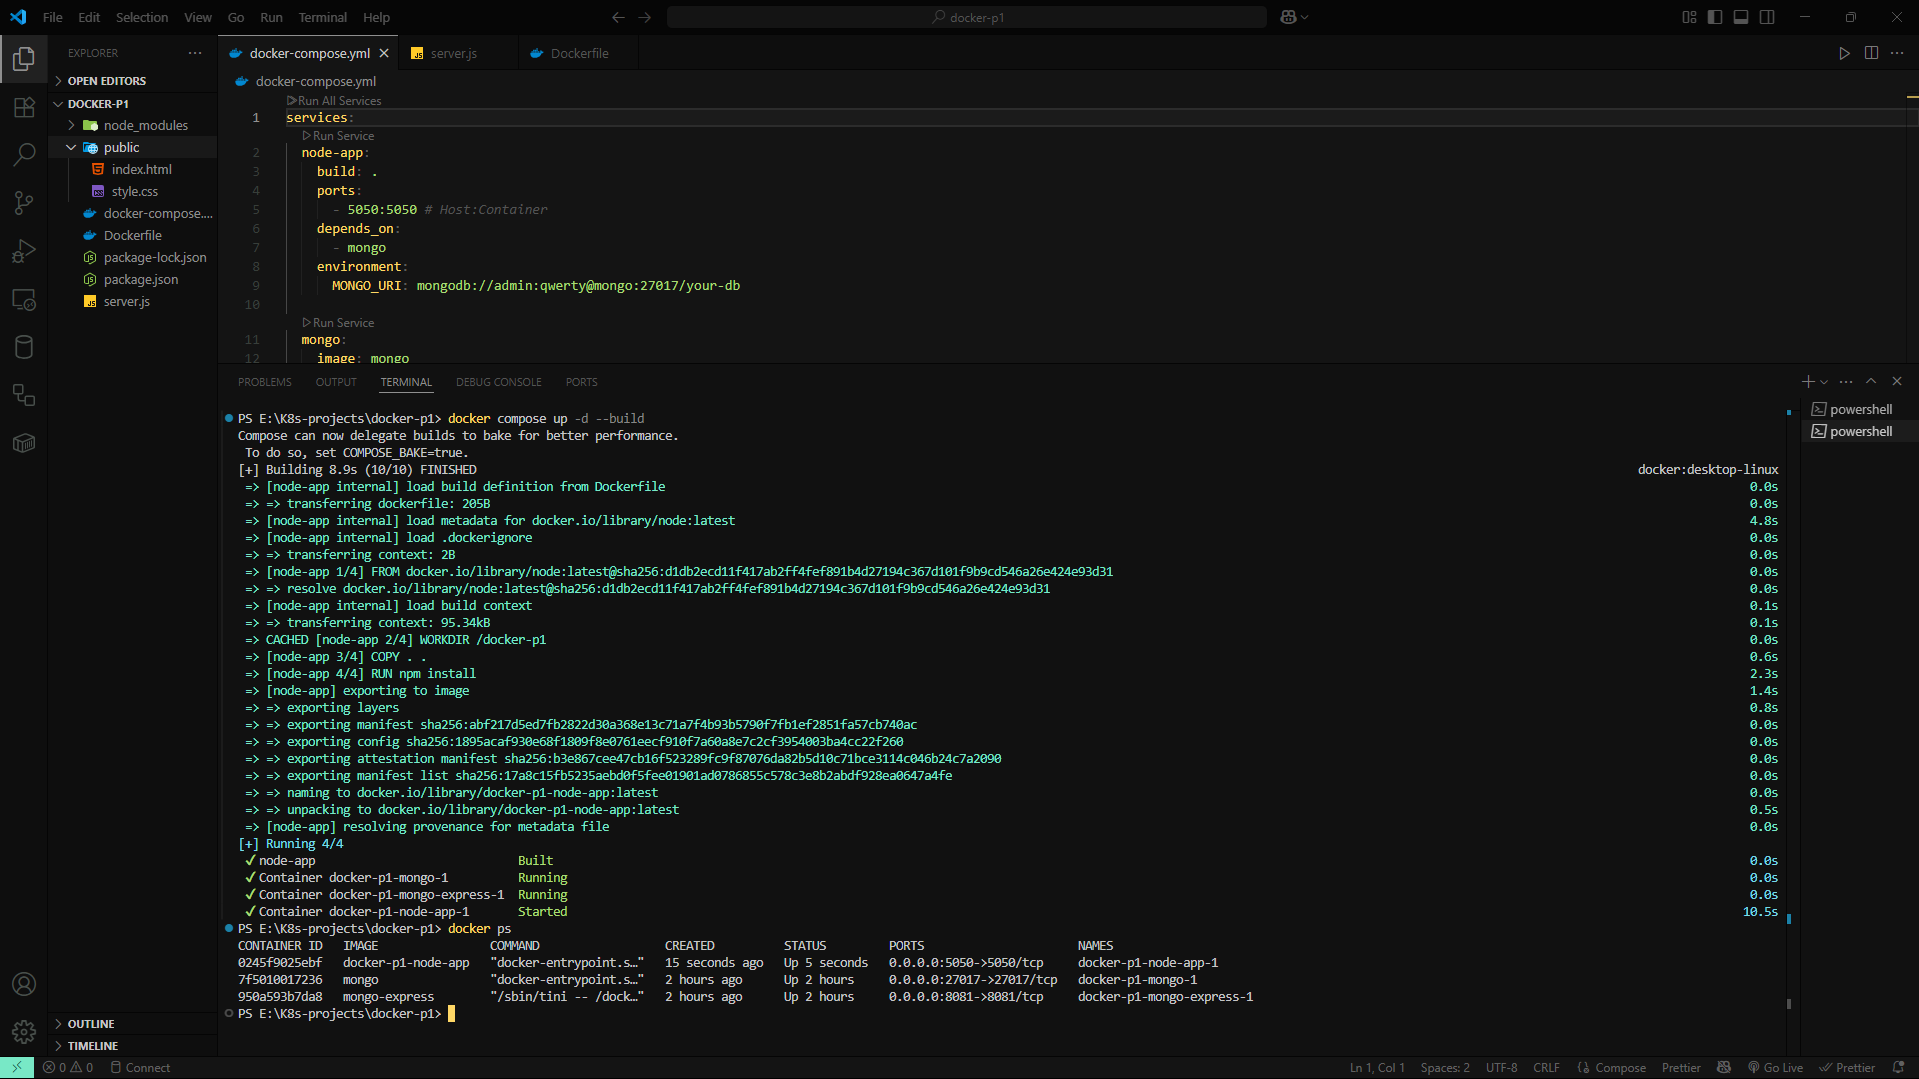 File Edit Selection View Go Run Terminal Help
docker-p1
EXPLORER
OPEN EDITORS
DOCKER-P1
node_modules
public
index.html
style.css
docker-compose....
Dockerfile
package-lock.json
package.json
server.js
OUTLINE
TIMELINE
docker-compose.yml
server.js
Dockerfile
docker-compose.yml
Run All Services
1 services:
Run Service
2 node-app:
3 build: .
4 ports:
5 - 5050:5050 # Host:Container
6 depends_on:
7 - mongo
8 environment:
9 MONGO_URI: mongodb://admin:qwerty@mongo:27017/your-db
10
Run Service
11 mongo:
12 image: mongo
PROBLEMS OUTPUT TERMINAL DEBUG CONSOLE PORTS
powershell
powershell
PS E:\K8s-projects\docker-p1> docker compose up -d --build
Compose can now delegate builds to bake for better performance.
To do so, set COMPOSE_BAKE=true.
[+] Building 8.9s (10/10) FINISHED docker:desktop-linux
=> [node-app internal] load build definition from Dockerfile 0.0s
=> => transferring dockerfile: 205B 0.0s
=> [node-app internal] load metadata for docker.io/library/node:latest 4.8s
=> [node-app internal] load .dockerignore 0.0s
=> => transferring context: 2B 0.0s
=> [node-app 1/4] FROM docker.io/library/node:latest@sha256:d1db2ecd11f417ab2ff4fef891b4d27194c367d101f9b9cd546a26e424e93d31 0.0s
=> => resolve docker.io/library/node:latest@sha256:d1db2ecd11f417ab2ff4fef891b4d27194c367d101f9b9cd546a26e424e93d31 0.0s
=> [node-app internal] load build context 0.1s
=> => transferring context: 95.34kB 0.1s
=> CACHED [node-app 2/4] WORKDIR /docker-p1 0.0s
=> [node-app 3/4] COPY . . 0.6s
=> [node-app 4/4] RUN npm install 2.3s
=> [node-app] exporting to image 1.4s
=> => exporting layers 0.8s
=> => exporting manifest sha256:abf217d5ed7fb2822d30a368e13c71a7f4b93b5790f7fb1ef2851fa57cb740ac 0.0s
=> => exporting config sha256:1895acaf930e68f1809f8e0761eecf910f7a60a8e7c2cf3954003ba4cc22f260 0.0s
=> => exporting attestation manifest sha256:b3e867cee47cb16f523289fc9f87076da82b5d10c71bce3114c046b24c7a2090 0.0s
=> => exporting manifest list sha256:17a8c15fb5235aebd0f5fee01901ad0786855c578c3e8b2abdf928ea0647a4fe 0.0s
=> => naming to docker.io/library/docker-p1-node-app:latest 0.0s
=> => unpacking to docker.io/library/docker-p1-node-app:latest 0.5s
=> [node-app] resolving provenance for metadata file 0.0s
[+] Running 4/4
✔ node-app Built 0.0s
✔ Container docker-p1-mongo-1 Running 0.0s
✔ Container docker-p1-mongo-express-1 Running 0.0s
✔ Container docker-p1-node-app-1 Started 10.5s
PS E:\K8s-projects\docker-p1> docker ps
CONTAINER ID IMAGE COMMAND CREATED STATUS PORTS NAMES
0245f9025ebf docker-p1-node-app "docker-entrypoint.s…" 15 seconds ago Up 5 seconds 0.0.0.0:5050->5050/tcp docker-p1-node-app-1
7f5010017236 mongo "docker-entrypoint.s…" 2 hours ago Up 2 hours 0.0.0.0:27017->27017/tcp docker-p1-mongo-1
950a593b7da8 mongo-express "/sbin/tini -- /dock…" 2 hours ago Up 2 hours 0.0.0.0:8081->8081/tcp docker-p1-mongo-express-1
PS E:\K8s-projects\docker-p1>
0 0 Connect Ln 1, Col 1 Spaces: 2 UTF-8 CRLF Compose Prettier Go Live Prettier